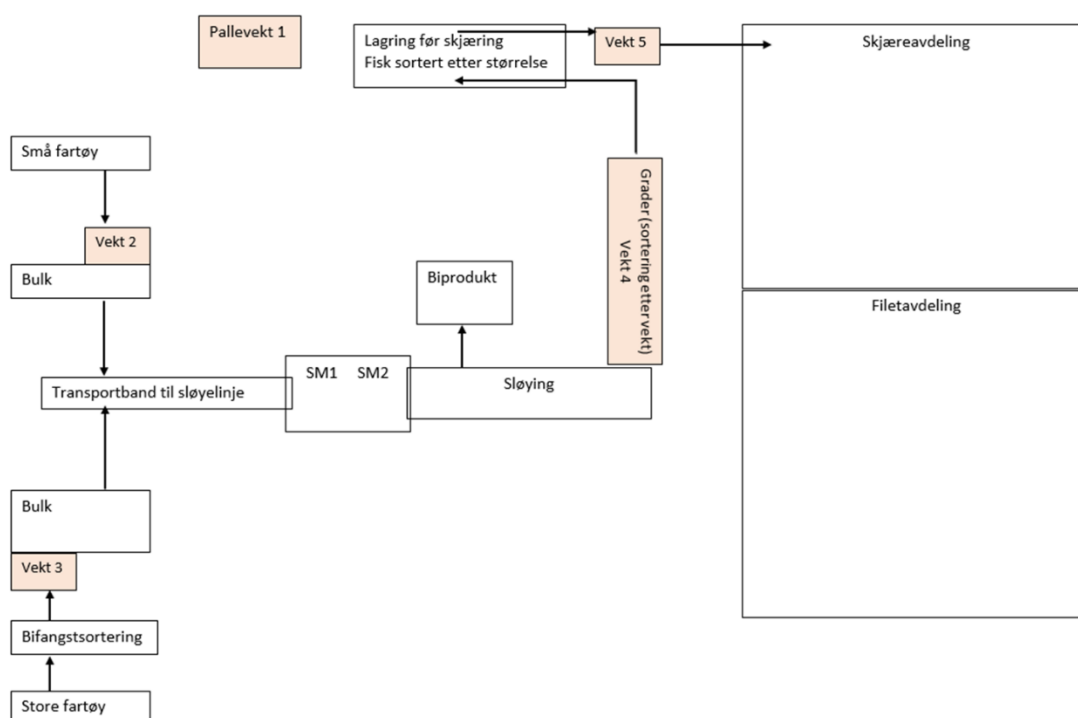 Pallevekt 1
Lagring før skjæring
Fisk sortert etter størrelse
Vekt 5
Skjæreavdeling
Små fartøy
Vekt 2
Bulk
Grader (sortering etter vekt)
Vekt 4
Biprodukt
Filetavdeling
Transportband til sløyelinje
SM1 SM2
Sløying
Bulk
Vekt 3
Bifangstsortering
Store fartøy